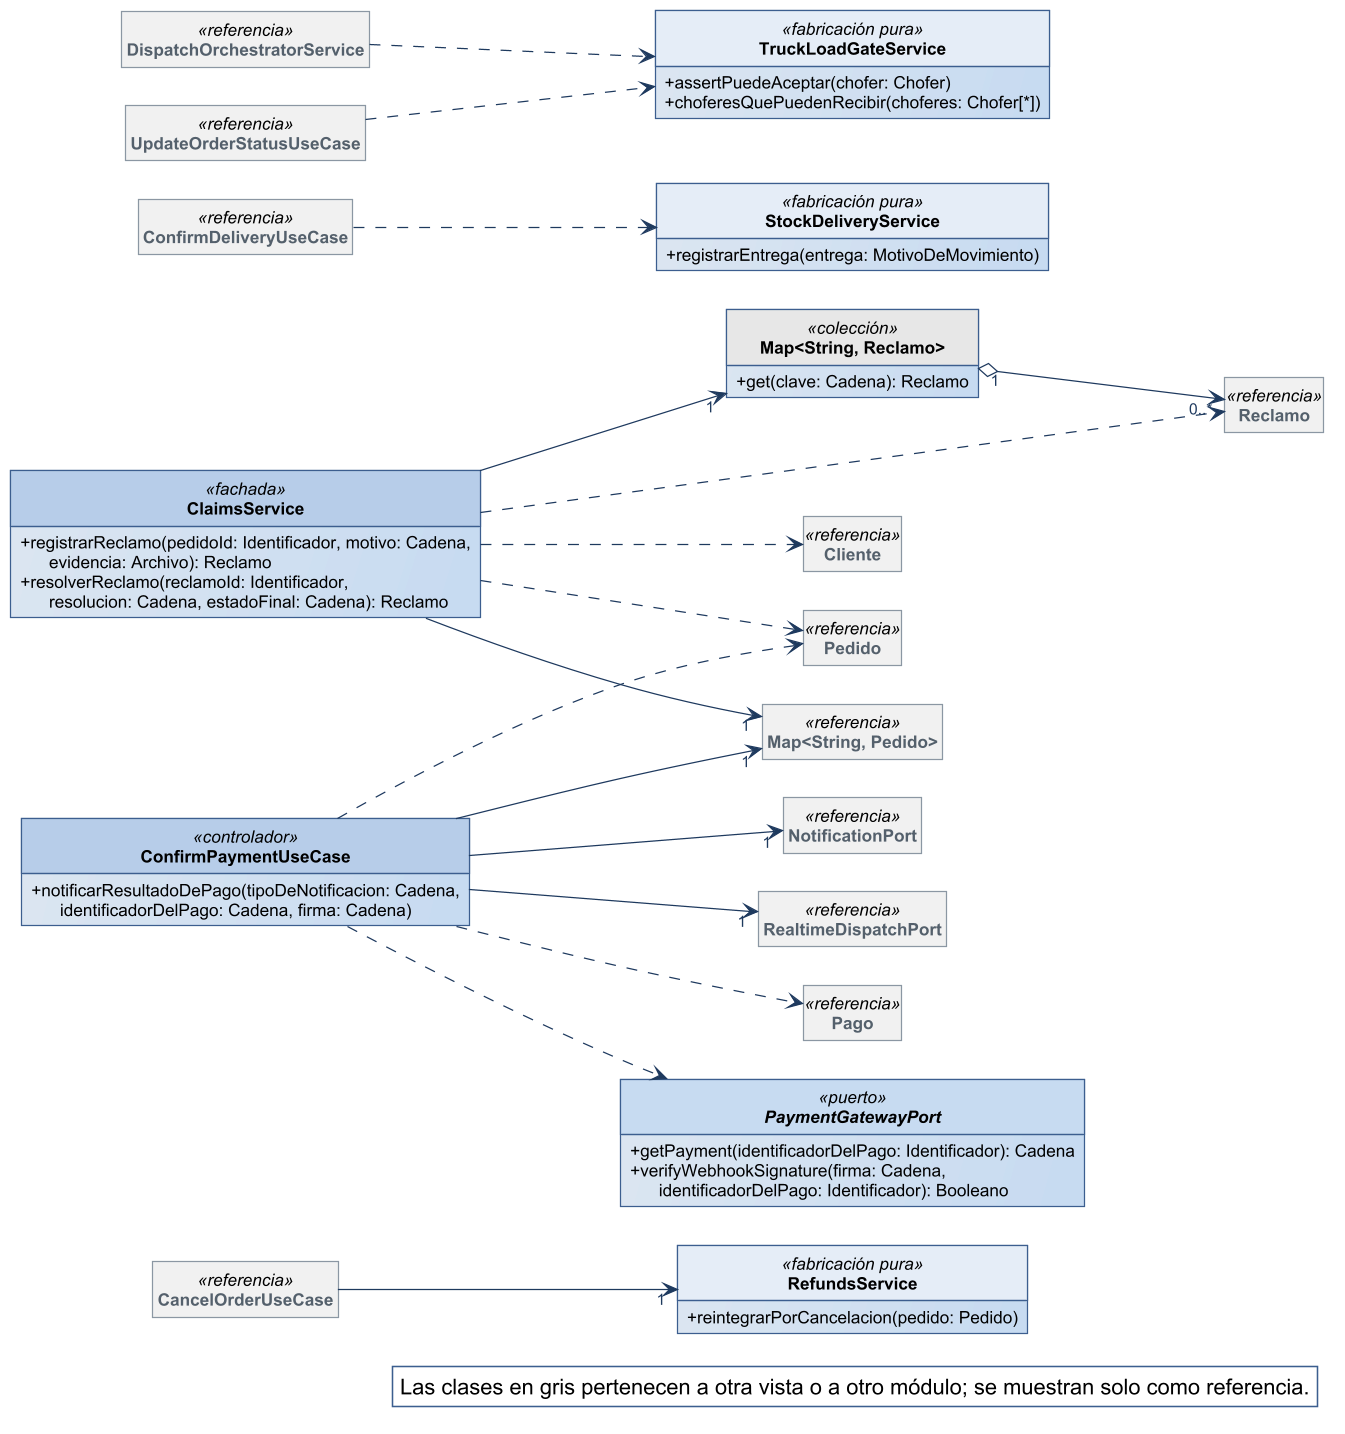 «referencia»
DispatchOrchestratorService
«fabricación pura»
TruckLoadGateService
+assertPuedeAceptar(chofer: Chofer)
+choferesQuePuedenRecibir(choferes: Chofer[*])
«referencia»
UpdateOrderStatusUseCase
«fabricación pura»
StockDeliveryService
+registrarEntrega(entrega: MotivoDeMovimiento)
«referencia»
ConfirmDeliveryUseCase
«colección»
Map<String, Reclamo>
+get(clave: Cadena): Reclamo
1
1
0..
«referencia»
Reclamo
«fachada»
ClaimsService
+registrarReclamo(pedidoId: Identificador, motivo: Cadena,
evidencia: Archivo): Reclamo
+resolverReclamo(reclamoId: Identificador,
resolucion: Cadena, estadoFinal: Cadena): Reclamo
«referencia»
Cliente
«referencia»
Pedido
1
«referencia»
Map<String, Pedido>
1
«controlador»
ConfirmPaymentUseCase
+notificarResultadoDePago(tipoDeNotificacion: Cadena,
identificadorDelPago: Cadena, firma: Cadena)
«referencia»
NotificationPort
1
«referencia»
RealtimeDispatchPort
1
«referencia»
Pago
«puerto»
PaymentGatewayPort
+getPayment(identificadorDelPago: Identificador): Cadena
+verifyWebhookSignature(firma: Cadena,
identificadorDelPago: Identificador): Booleano
«referencia»
CancelOrderUseCase
1
«fabricación pura»
RefundsService
+reintegrarPorCancelacion(pedido: Pedido)
Las clases en gris pertenecen a otra vista o a otro módulo; se muestran solo como referencia.